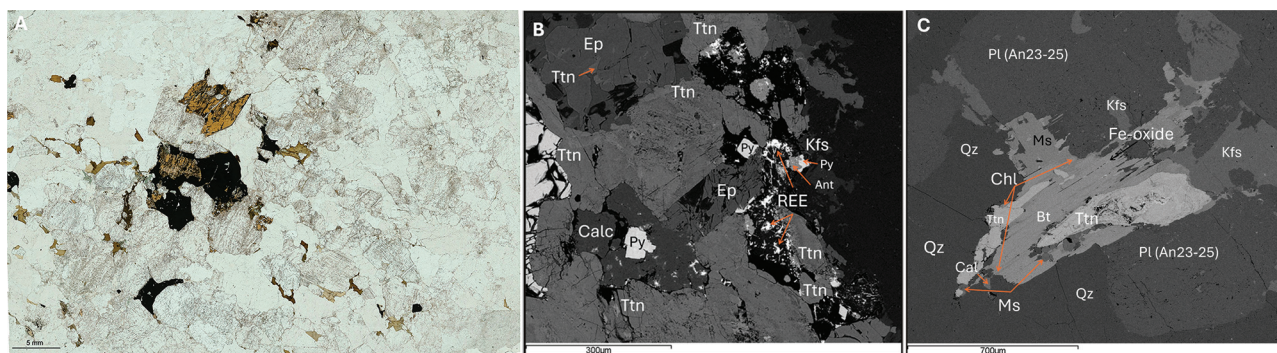 A
5 mm
B
Ep
Ttn
Ttn
Ttn
Ttn
Py
Kfs
Py
Ant
Ep
REE
Calc
Py
Ttn
Ttn
Ttn
300um
C
Pl (An23-25)
Kfs
Qz
Ms
Fe-oxide
Kfs
Chl
Ttn
Bt
Ttn
Qz
Pl (An23-25)
Cal
Ms
Qz
700um